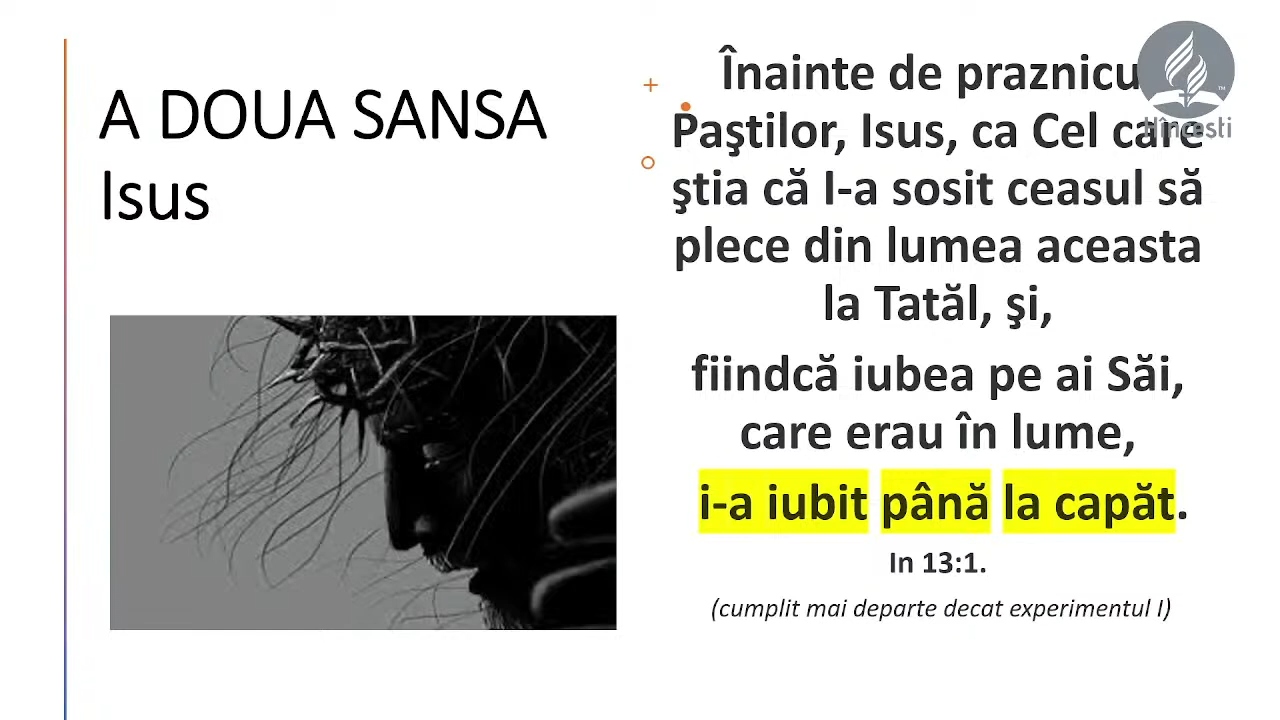 A DOUA SANSA
Isus
Înainte de praznicu
Paştilor, Isus, ca Cel care
ştia că I-a sosit ceasul să
plece din lumea aceasta
la Tatăl, şi,
fiindcă iubea pe ai Săi,
care erau în lume,
i-a iubit până la capăt.
In 13:1.
(cumplit mai departe decat experimentul I)
Hîncești